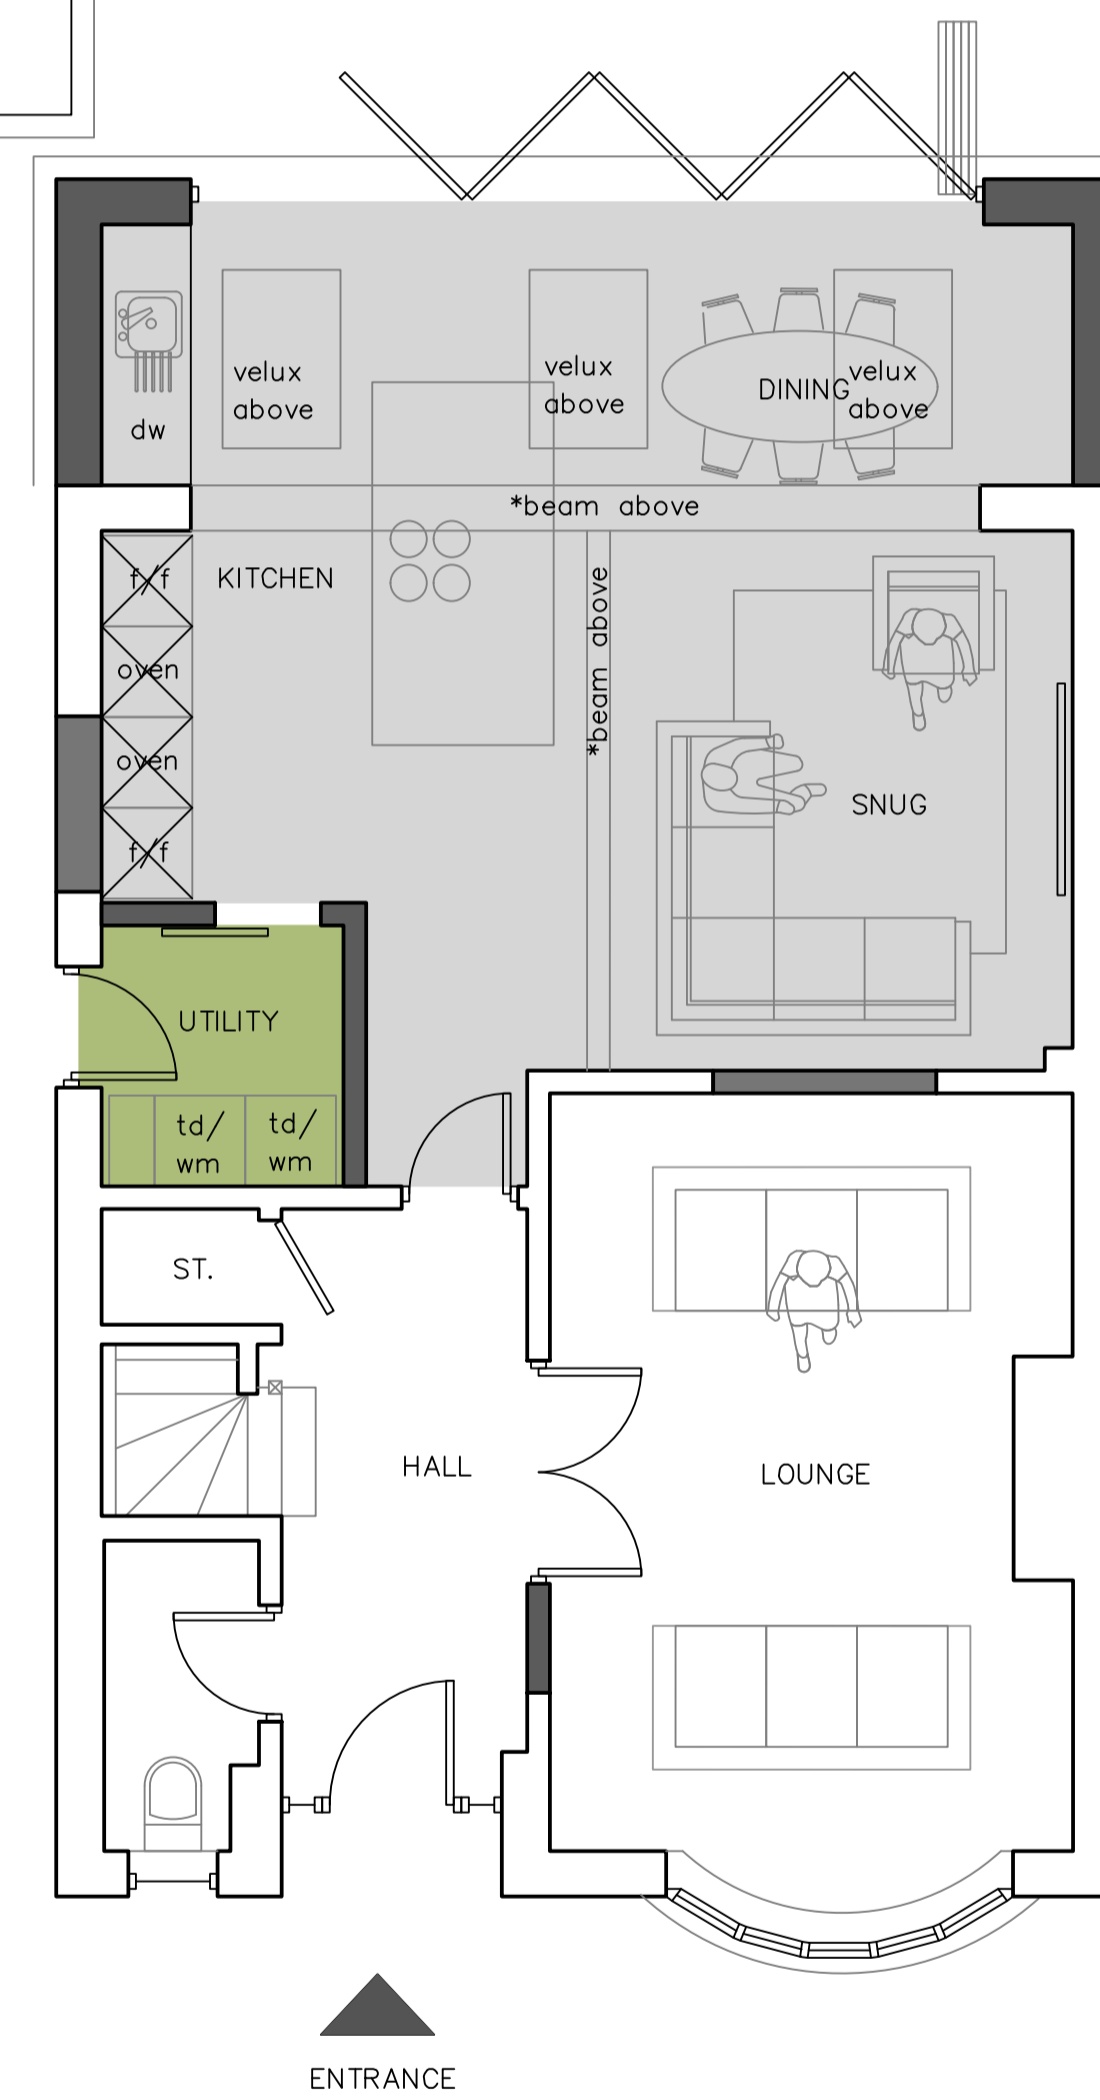 velux
above
velux
above
DINING
velux
above
dw
*beam above
f/f
KITCHEN
*beam above
oven
oven
SNUG
f/f
UTILITY
td/
wm
td/
wm
ST.
HALL
LOUNGE
ENTRANCE